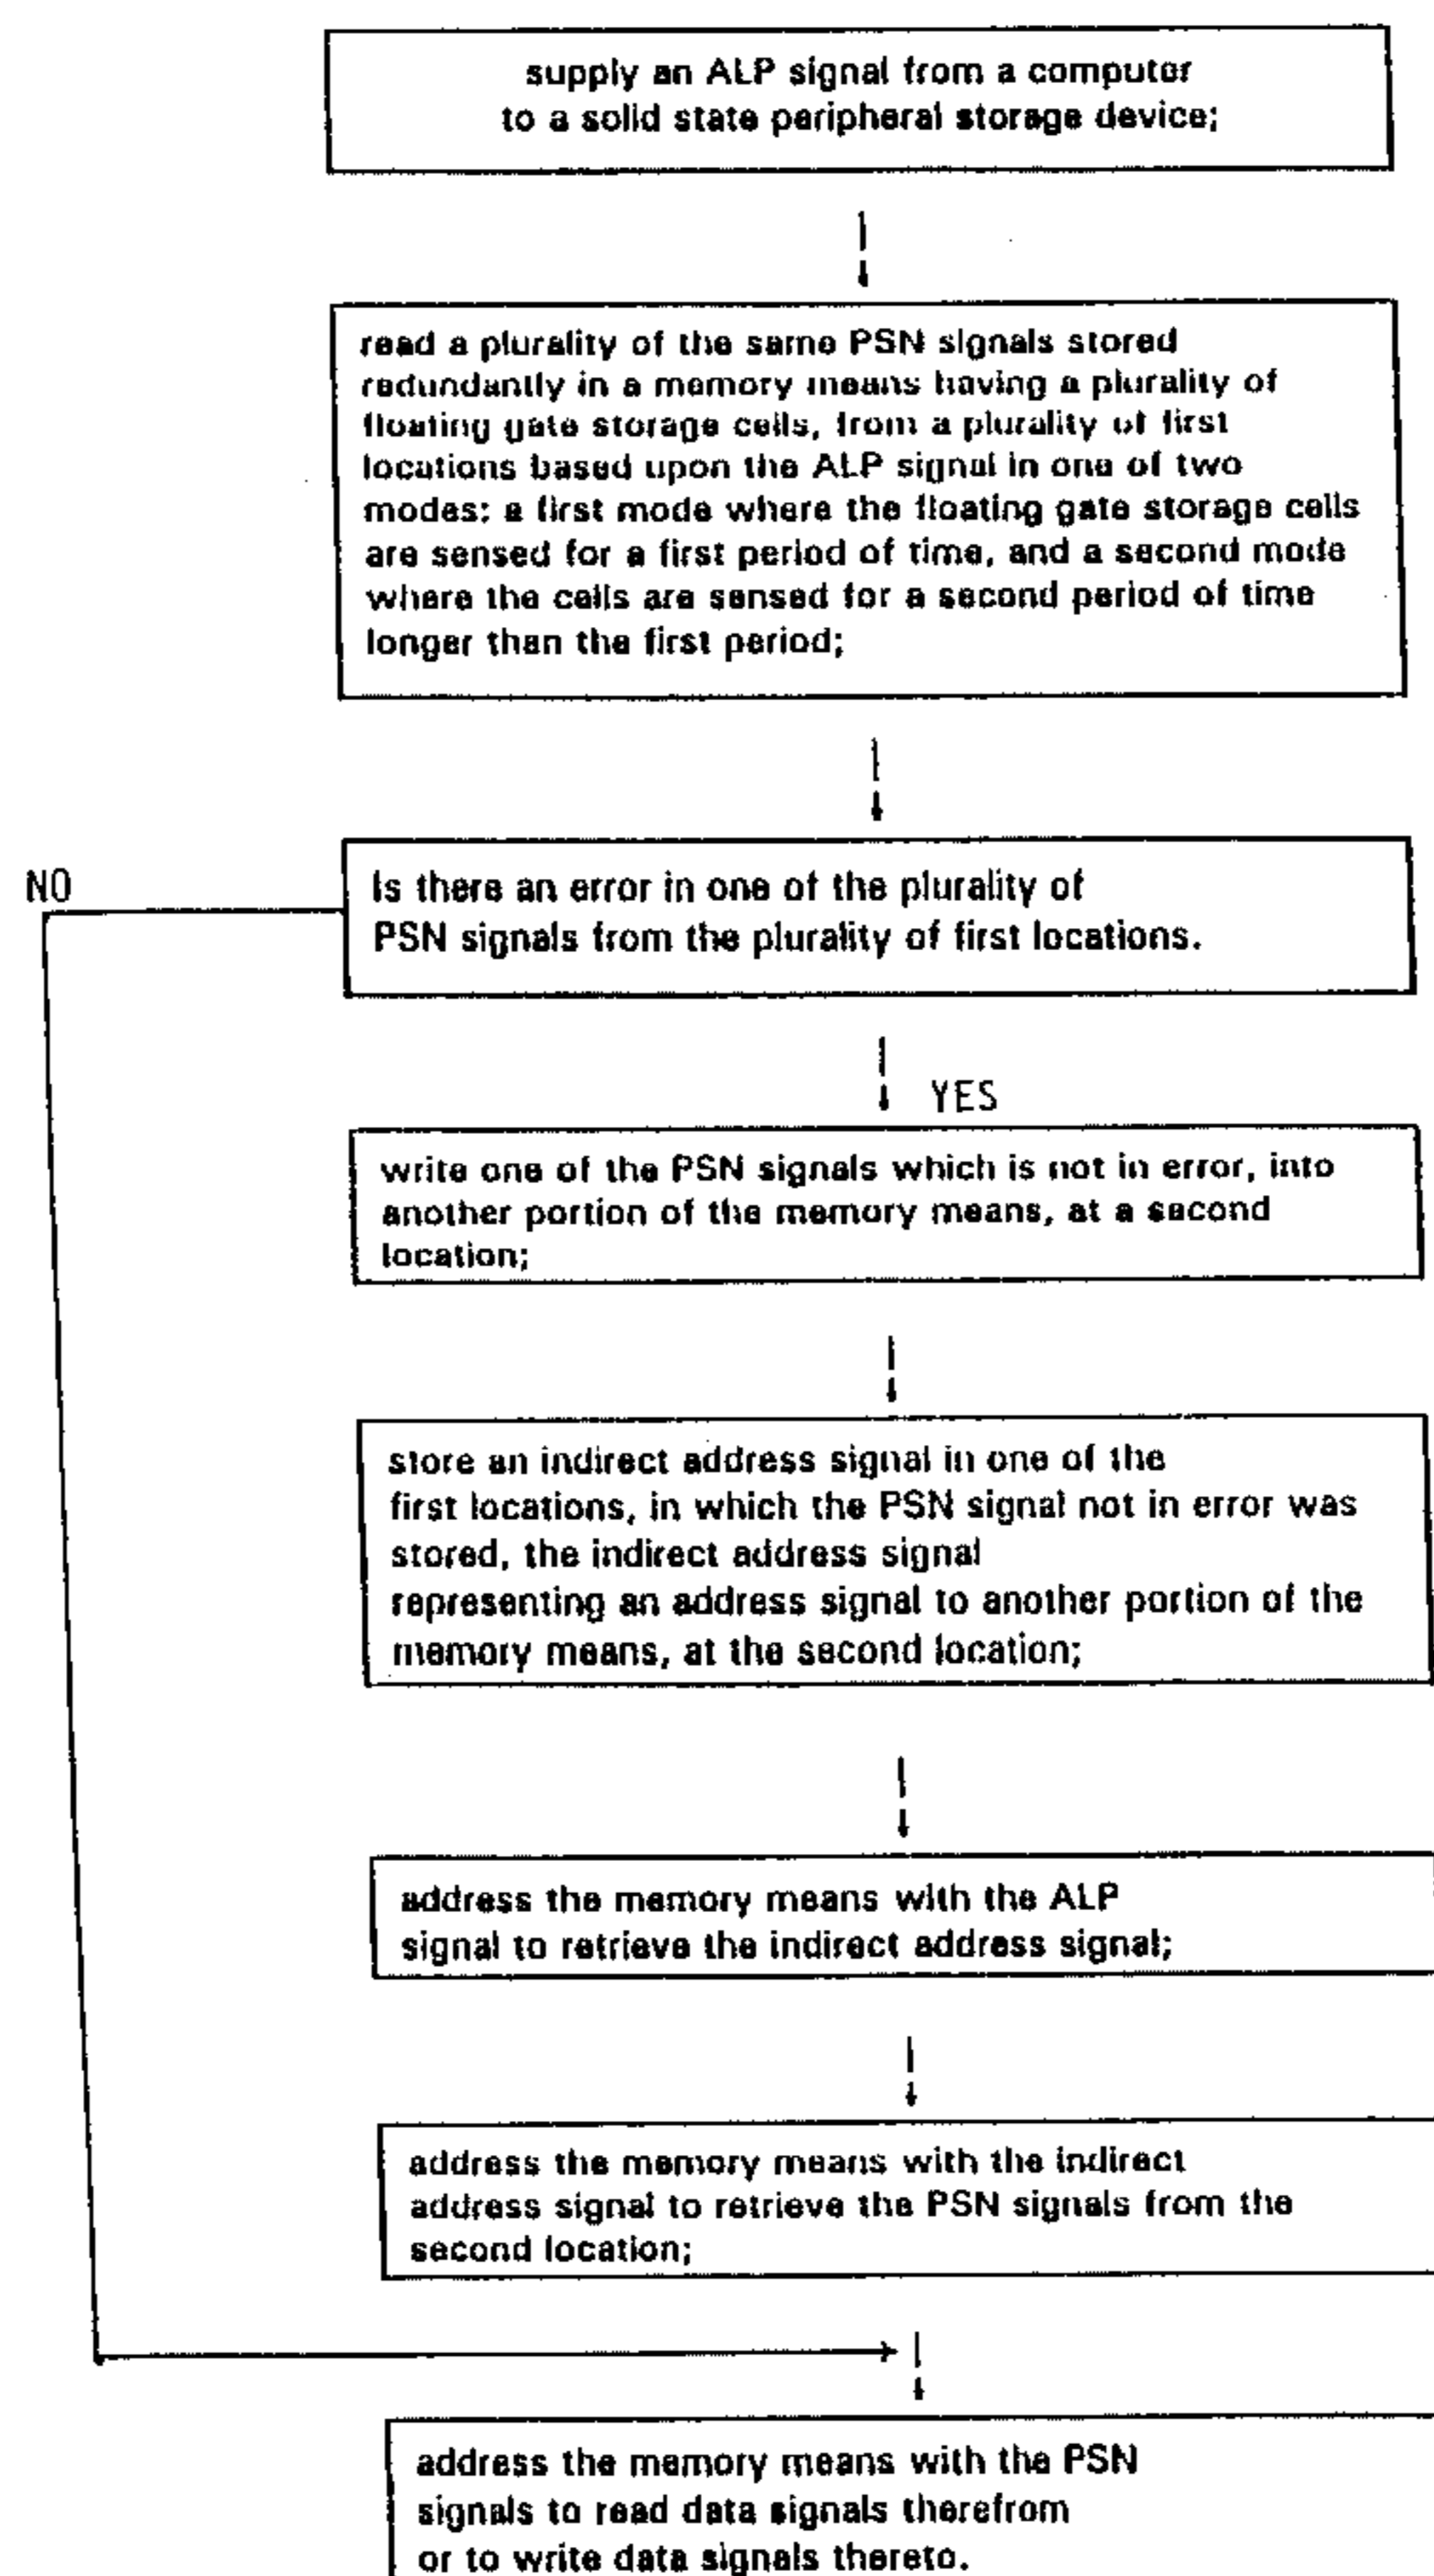 supply an ALP signal from a computer
to a solid state peripheral storage device;
read a plurality of the same PSN signals stored
redundantly in a memory means having a plurality of
floating gate storage cells, from a plurality of first
locations based upon the ALP signal in one of two
modes: a first mode where the floating gate storage cells
are sensed for a first period of time, and a second mode
where the cells are sensed for a second period of time
longer than the first period;
NO
Is there an error in one of the plurality of
PSN signals from the plurality of first locations.
YES
write one of the PSN signals which is not in error, into
another portion of the memory means, at a second
location;
store an indirect address signal in one of the
first locations, in which the PSN signal not in error was
stored, the indirect address signal
representing an address signal to another portion of the
memory means, at the second location;
address the memory means with the ALP
signal to retrieve the indirect address signal;
address the memory means with the indirect
address signal to retrieve the PSN signals from the
second location;
address the memory means with the PSN
signals to read data signals therefrom
or to write data signals thereto.